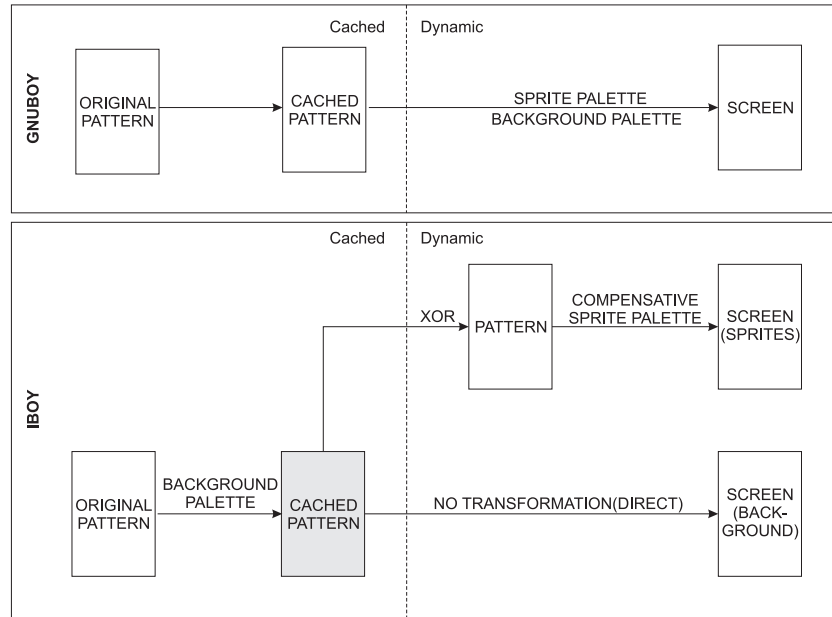 Cached
Dynamic
GNUBOY
ORIGINAL
PATTERN
CACHED
PATTERN
SPRITE PALETTE
BACKGROUND PALETTE
SCREEN
Cached
Dynamic
IBOY
XOR
PATTERN
COMPENSATIVE
SPRITE PALETTE
SCREEN
(SPRITES)
ORIGINAL
PATTERN
BACKGROUND
PALETTE
CACHED
PATTERN
NO TRANSFORMATION(DIRECT)
SCREEN
(BACK-
GROUND)